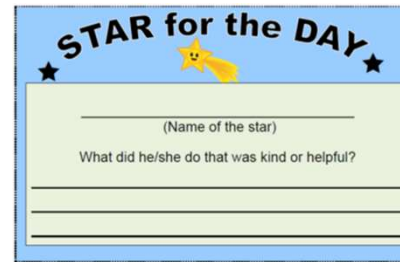 STAR for the DAY
(Name of the star)
What did he/she do that was kind or helpful?